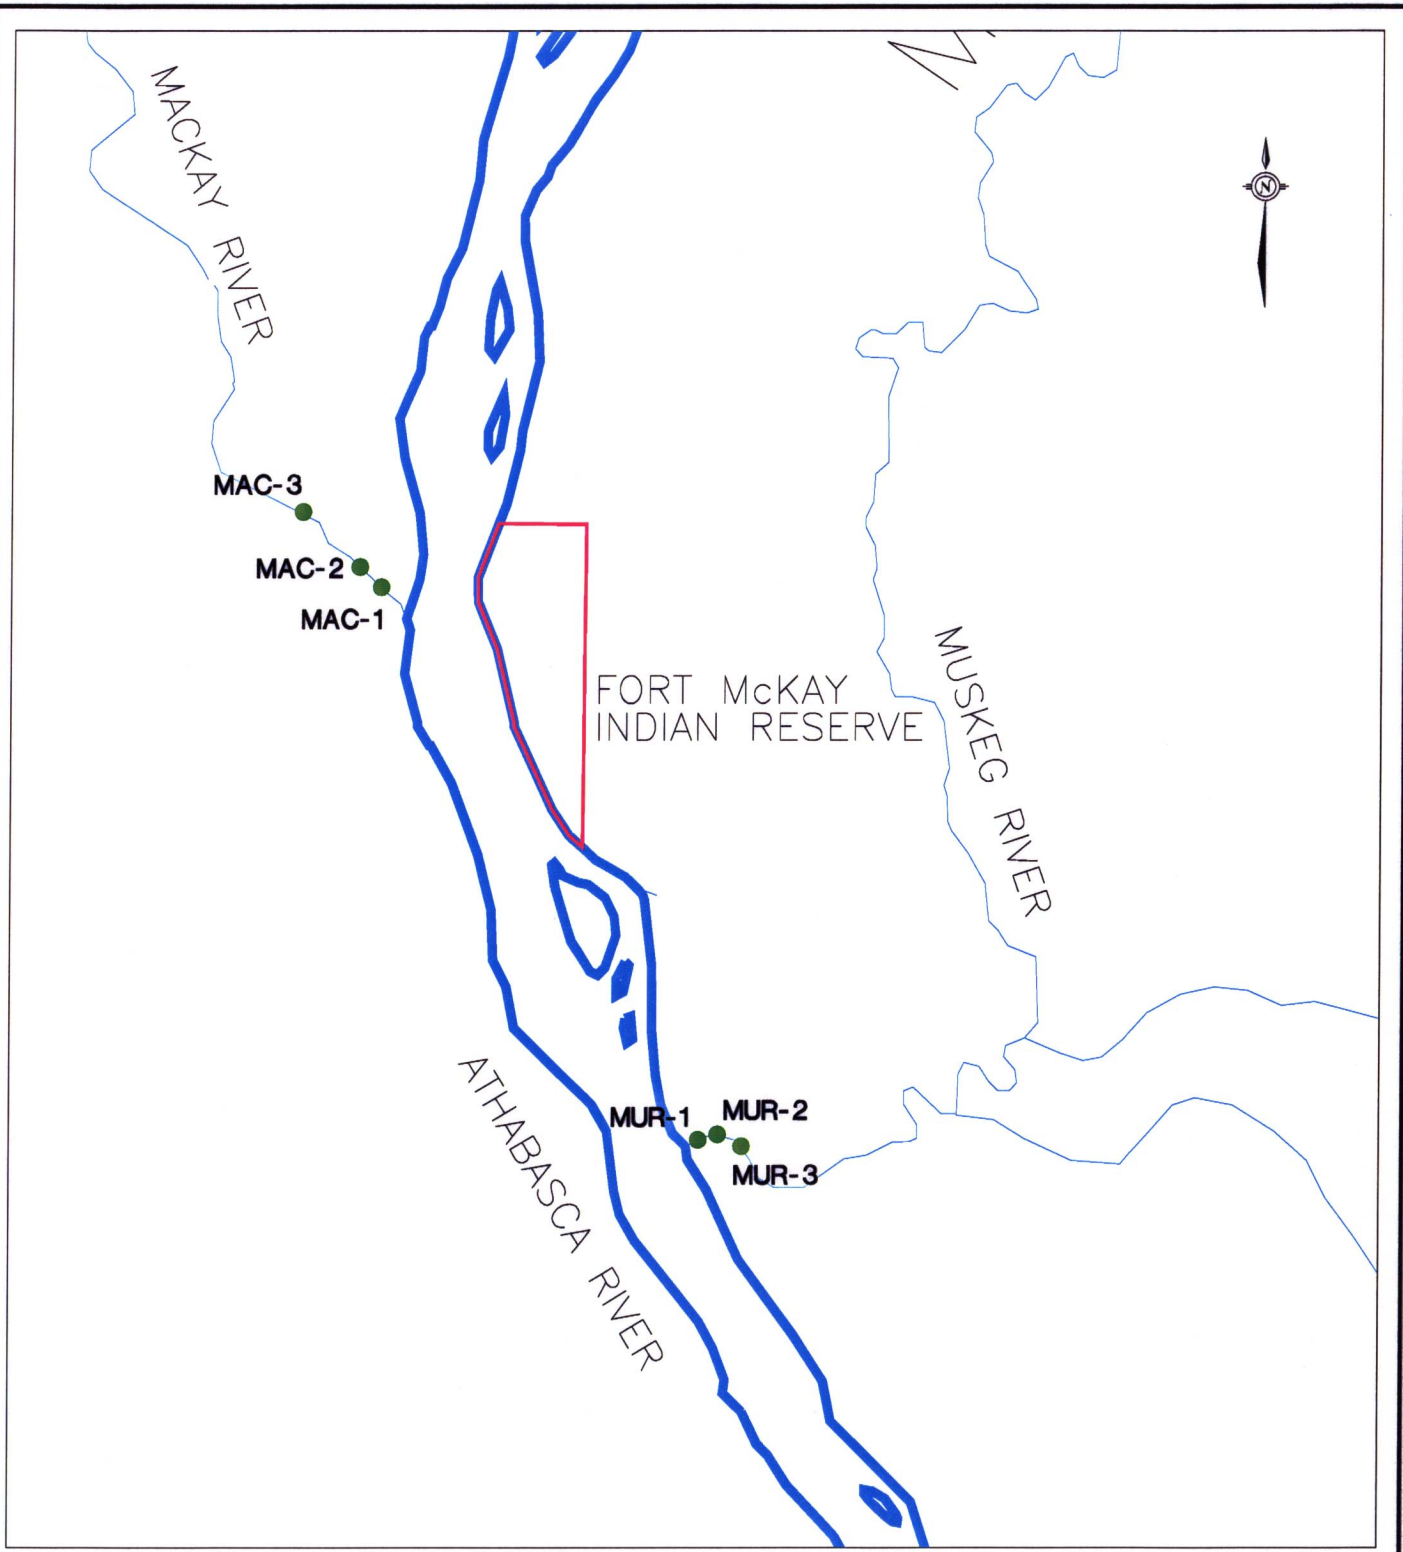 MACKAY RIVER
N
MAC-3
MAC-2
MAC-1
FORT McKAY
INDIAN RESERVE
MUSKEG RIVER
ATHABASCA RIVER
MUR-1
MUR-2
MUR-3